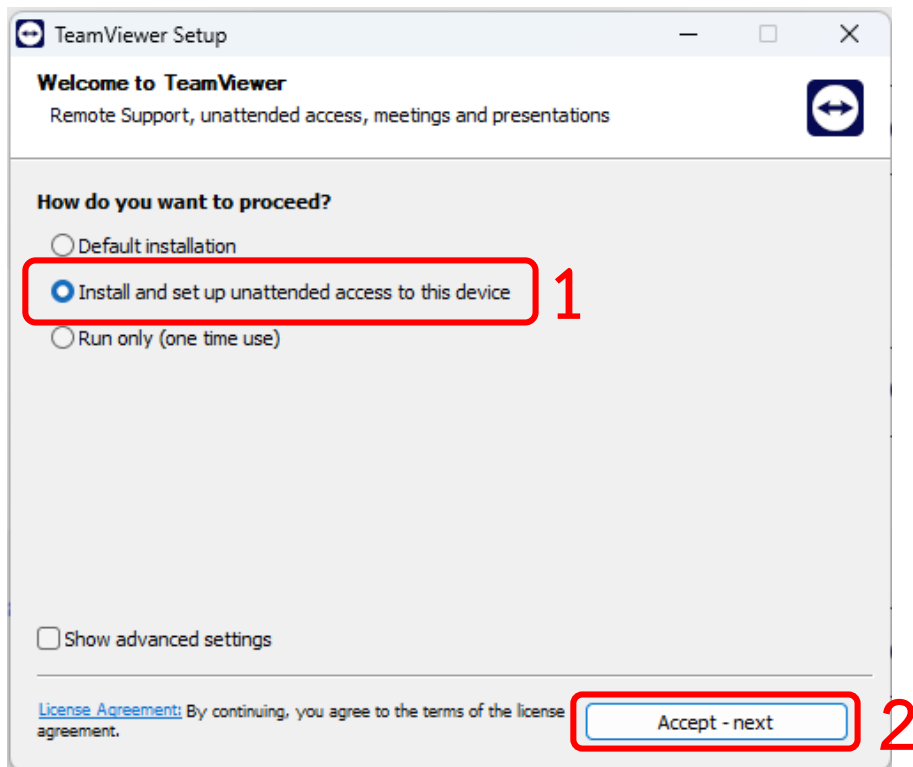 TeamViewer Setup
Welcome to TeamViewer
Remote Support, unattended access, meetings and presentations
How do you want to proceed?
Default installation
Install and set up unattended access to this device 1
Run only (one time use)
Show advanced settings
License Agreement: By continuing, you agree to the terms of the license
agreement.
Accept - next 2